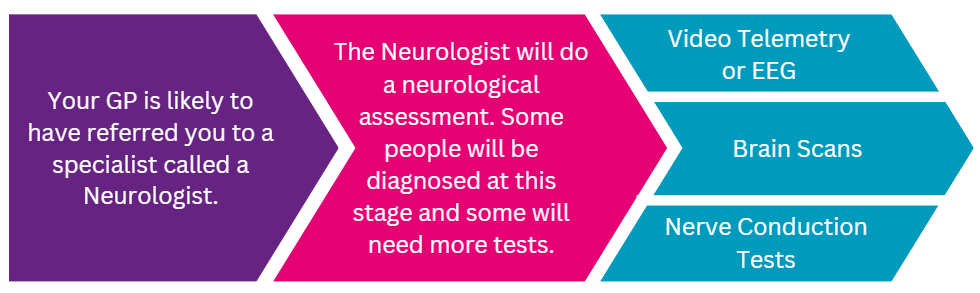 Your GP is likely to
have referred you to a
specialist called a
Neurologist.
The Neurologist will do
a neurological
assessment. Some
people will be
diagnosed at this
stage and some will
need more tests.
Video Telemetry
or EEG
Brain Scans
Nerve Conduction
Tests